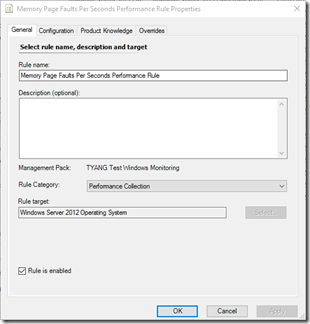 Memory Page Faults Per Seconds Performance Rule Properties
General Configuration Product Knowledge Overrides
Select rule name, description and target
Rule name:
Memory Page Faults Per Seconds Performance Rule
Description (optional):
Management Pack: TYANG Test Windows Monitoring
Rule Category: Performance Collection
Rule target:
Windows Server 2012 Operating System Select...
Rule is enabled
OK Cancel Apply